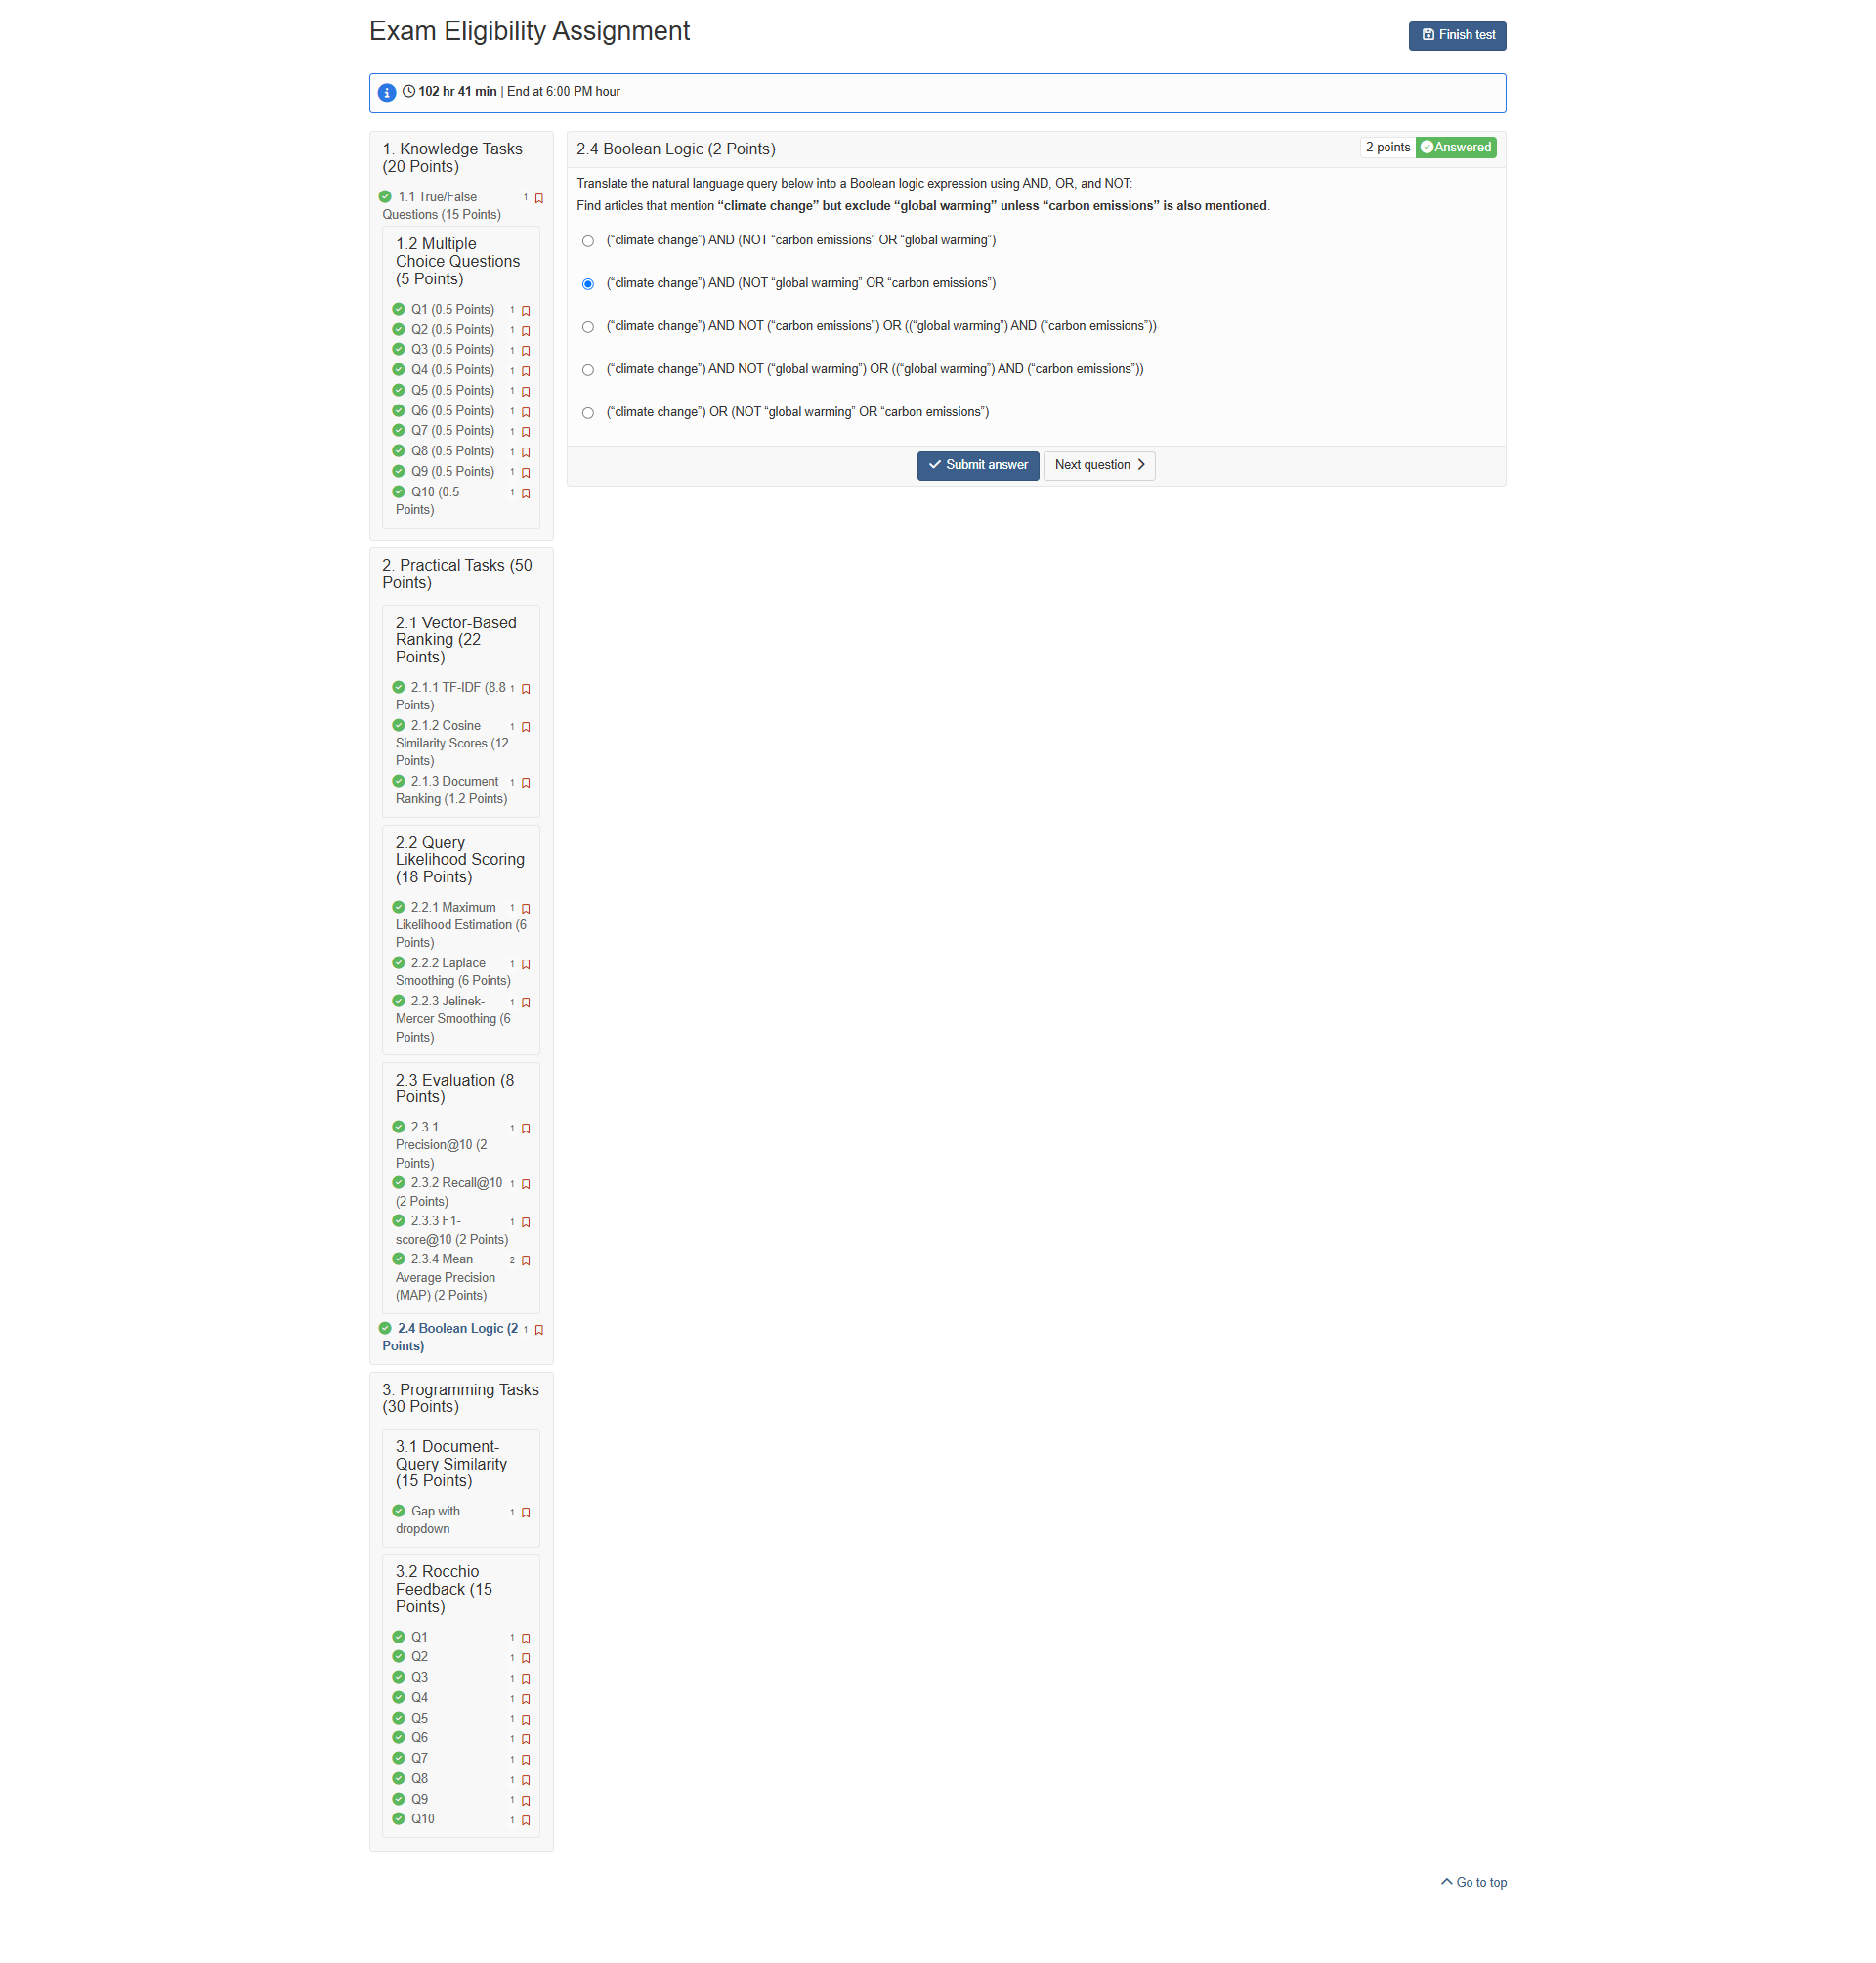 Exam Eligibility Assignment
Finish test
102 hr 41 min | End at 6:00 PM hour
1. Knowledge Tasks
(20 Points)
1.1 True/False 1
Questions (15 Points)
1.2 Multiple
Choice Questions
(5 Points)
Q1 (0.5 Points) 1
Q2 (0.5 Points) 1
Q3 (0.5 Points) 1
Q4 (0.5 Points) 1
Q5 (0.5 Points) 1
Q6 (0.5 Points) 1
Q7 (0.5 Points) 1
Q8 (0.5 Points) 1
Q9 (0.5 Points) 1
Q10 (0.5 1
Points)
2. Practical Tasks (50
Points)
2.1 Vector-Based
Ranking (22
Points)
2.1.1 TF-IDF (8.8 1
Points)
2.1.2 Cosine 1
Similarity Scores (12
Points)
2.1.3 Document 1
Ranking (1.2 Points)
2.2 Query
Likelihood Scoring
(18 Points)
2.2.1 Maximum 1
Likelihood Estimation (6
Points)
2.2.2 Laplace 1
Smoothing (6 Points)
2.2.3 Jelinek- 1
Mercer Smoothing (6
Points)
2.3 Evaluation (8
Points)
2.3.1 1
Precision@10 (2
Points)
2.3.2 Recall@10 1
(2 Points)
2.3.3 F1- 1
score@10 (2 Points)
2.3.4 Mean 2
Average Precision
(MAP) (2 Points)
2.4 Boolean Logic (2 1
Points)
3. Programming Tasks
(30 Points)
3.1 Document-
Query Similarity
(15 Points)
Gap with 1
dropdown
3.2 Rocchio
Feedback (15
Points)
Q1 1
Q2 1
Q3 1
Q4 1
Q5 1
Q6 1
Q7 1
Q8 1
Q9 1
Q10 1
2.4 Boolean Logic (2 Points)
2 points Answered
Translate the natural language query below into a Boolean logic expression using AND, OR, and NOT:
Find articles that mention “climate change” but exclude “global warming” unless “carbon emissions” is also mentioned.
(“climate change”) AND (NOT “carbon emissions” OR “global warming”)
(“climate change”) AND (NOT “global warming” OR “carbon emissions”)
(“climate change”) AND NOT (“carbon emissions”) OR ((“global warming”) AND (“carbon emissions”))
(“climate change”) AND NOT (“global warming”) OR ((“global warming”) AND (“carbon emissions”))
(“climate change”) OR (NOT “global warming” OR “carbon emissions”)
Submit answer
Next question
Go to top